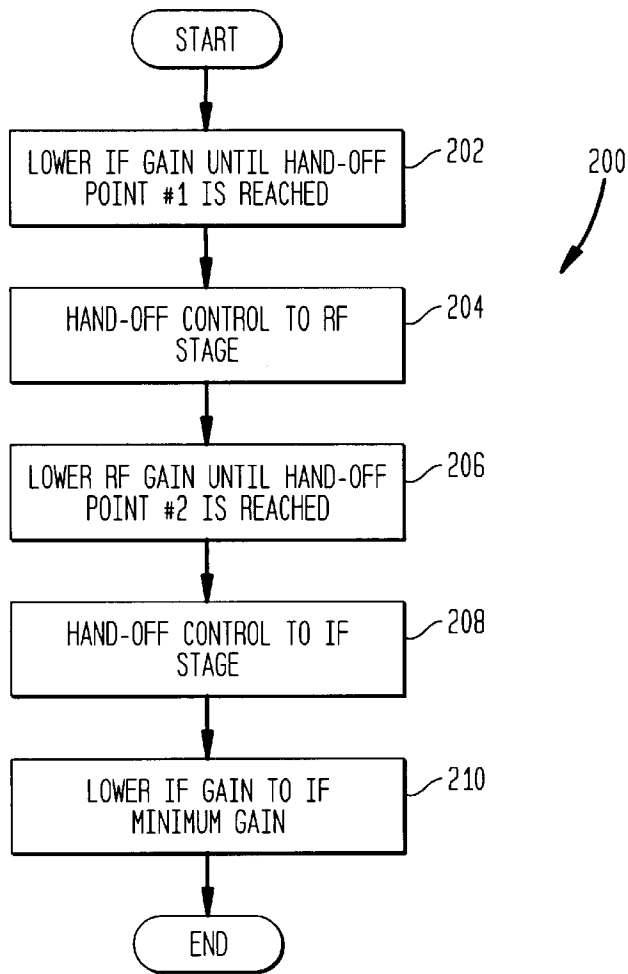 START
LOWER IF GAIN UNTIL HAND-OFF
POINT #1 IS REACHED
202
200
HAND-OFF CONTROL TO RF
STAGE
204
LOWER RF GAIN UNTIL HAND-OFF
POINT #2 IS REACHED
206
HAND-OFF CONTROL TO IF
STAGE
208
LOWER IF GAIN TO IF
MINIMUM GAIN
210
END